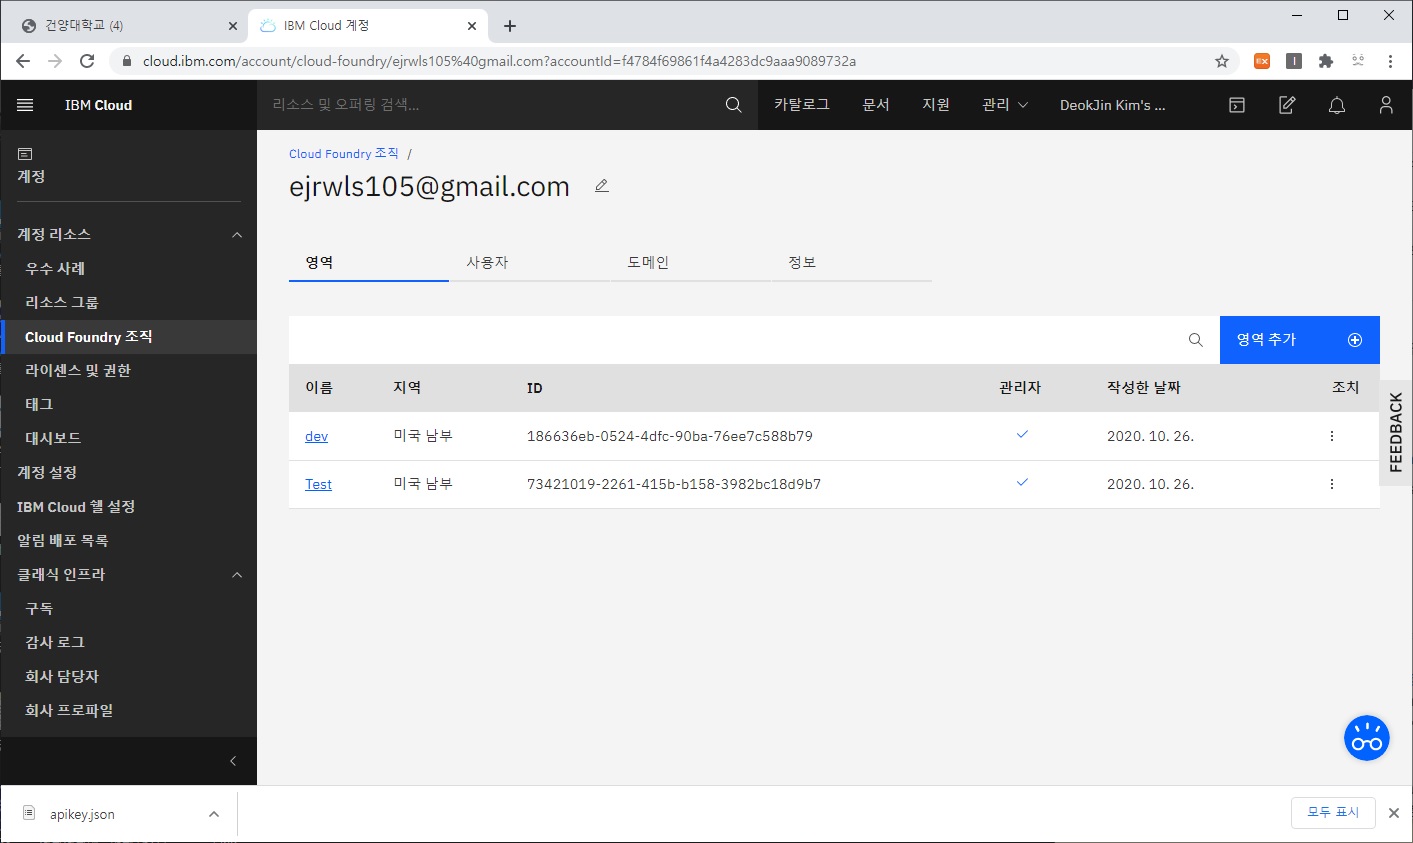 건양대학교 (4)
IBM Cloud 계정
cloud.ibm.com/account/cloud-foundry/ejrwls105%40gmail.com?accountId=f4784f69861f4a4283dc9aaa9089732a
IBM Cloud
리소스 및 오퍼링 검색...
카탈로그
문서
지원
관리
DeokJin Kim's ...
계정
계정 리소스
우수 사례
리소스 그룹
Cloud Foundry 조직
라이센스 및 권한
태그
대시보드
계정 설정
IBM Cloud 쉘 설정
알림 배포 목록
클래식 인프라
구독
감사 로그
회사 담당자
회사 프로파일
Cloud Foundry 조직 /
ejrwls105@gmail.com
영역 사용자 도메인 정보
영역 추가
이름 지역 ID 관리자 작성한 날짜 조치
dev 미국 남부 186636eb-0524-4dfc-90ba-76ee7c588b79 2020. 10. 26.
Test 미국 남부 73421019-2261-415b-b158-3982bc18d9b7 2020. 10. 26.
FEEDBACK
apikey.json
모두 표시